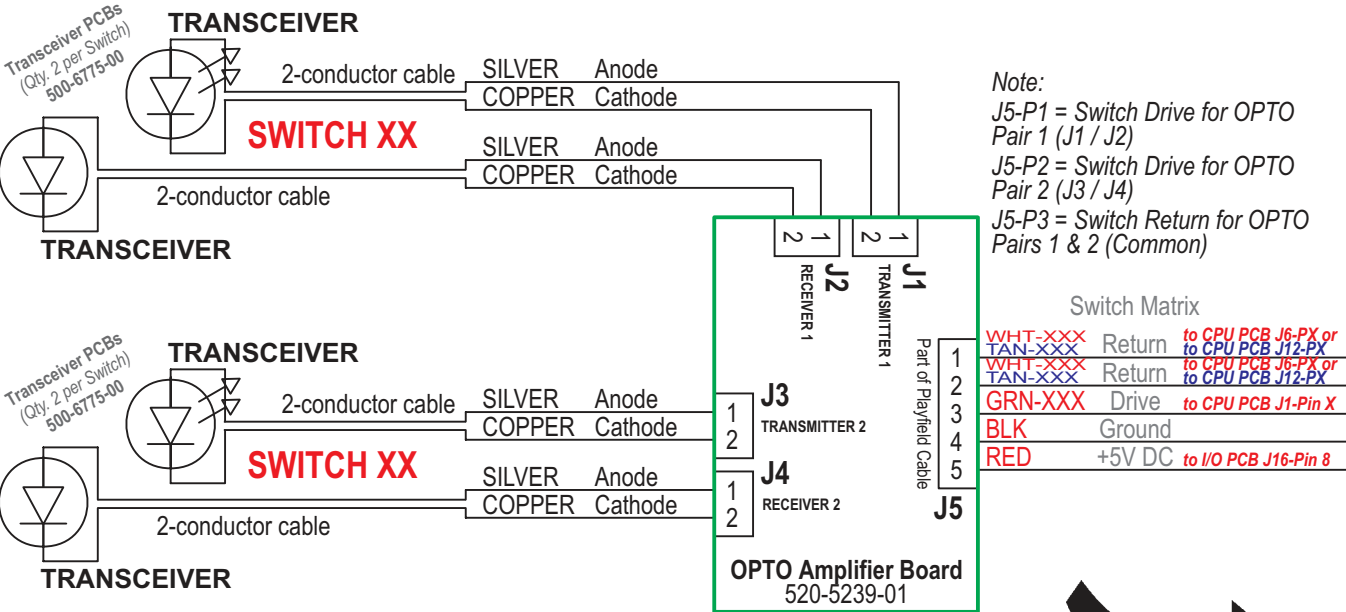 Transceiver PCBs
(Qty. 2 per Switch)
500-6775-00
TRANSCEIVER
2-conductor cable
SILVER Anode
COPPER Cathode
SWITCH XX
SILVER Anode
COPPER Cathode
2-conductor cable
TRANSCEIVER
Note:
J5-P1 = Switch Drive for OPTO
Pair 1 (J1 / J2)
J5-P2 = Switch Drive for OPTO
Pair 2 (J3 / J4)
J5-P3 = Switch Return for OPTO
Pairs 1 & 2 (Common)
2 1
J2
RECEIVER 1
2 1
J1
TRANSMITTER 1
Transceiver PCBs
(Qty. 2 per Switch)
500-6775-00
TRANSCEIVER
2-conductor cable
SILVER Anode
COPPER Cathode
SWITCH XX
SILVER Anode
COPPER Cathode
2-conductor cable
TRANSCEIVER
1
2
J3
TRANSMITTER 2
1
2
J4
RECEIVER 2
Part of Playfield Cable
1
2
3
4
5
J5
OPTO Amplifier Board
520-5239-01
Switch Matrix
WHT-XXX Return to CPU PCB J6-PX or
TAN-XXX to CPU PCB J12-PX
WHT-XXX Return to CPU PCB J6-PX or
TAN-XXX to CPU PCB J12-PX
GRN-XXX Drive to CPU PCB J1-Pin X
BLK Ground
RED +5V DC to I/O PCB J16-Pin 8